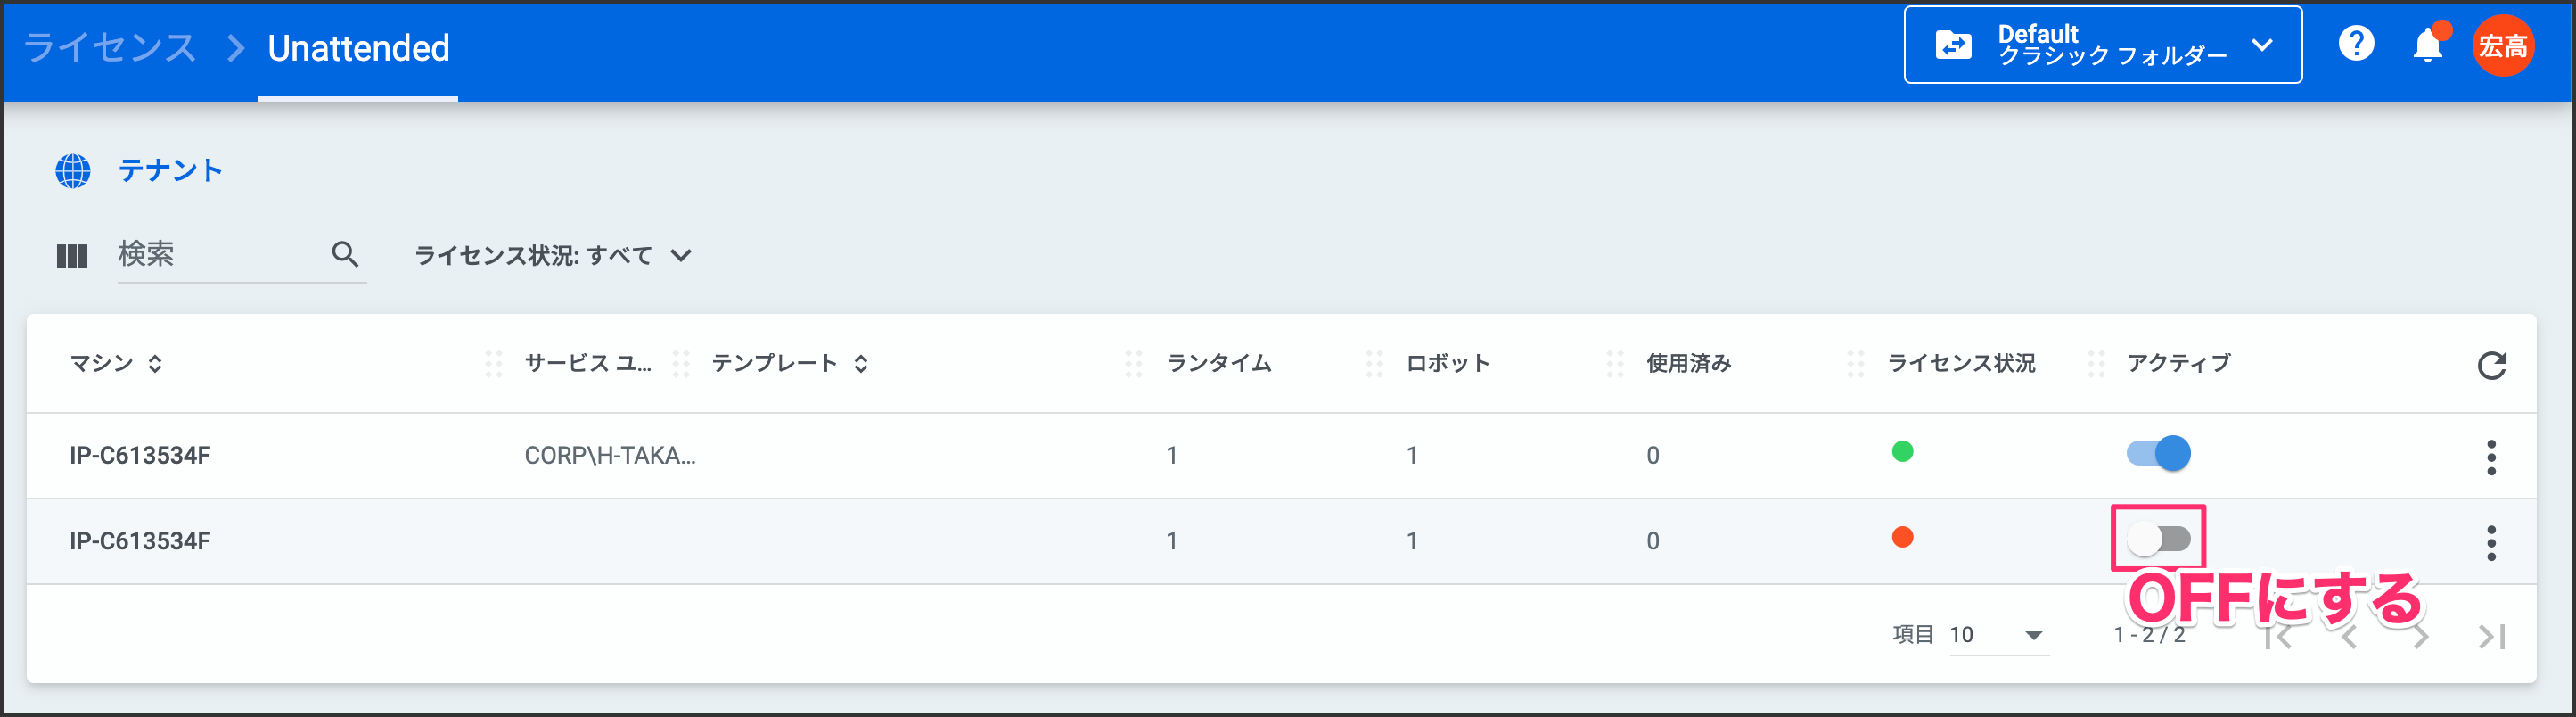 ライセンス > Unattended
Default
クラシック フォルダー
宏高
テナント
検索
ライセンス状況: すべて
マシン サービス ユ... テンプレート ランタイム ロボット 使用済み ライセンス状況 アクティブ
IP-C613534F CORP\H-TAKA... 1 1 0
IP-C613534F 1 1 0
OFFにする
項目 10 1 - 2 / 2